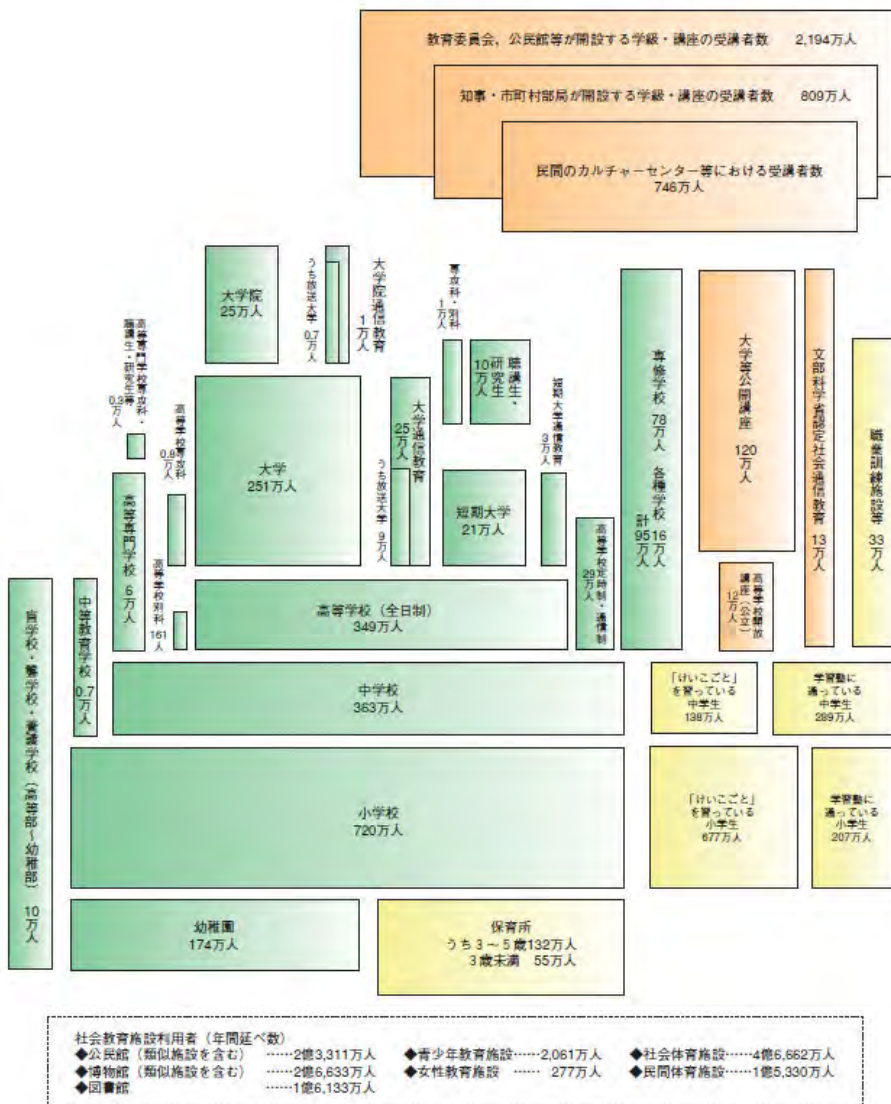 教育委員会，公民館等が開設する学級・講座の受講者数　2,194万人
知事・市町村部局が開設する学級・講座の受講者数　809万人
民間のカルチャーセンター等における受講者数
746万人
大学院
25万人
うち放送大学　0.7万人
大学院通信教育
1万人
専攻科・別科
1万人
聴講生・
研究生
10万人
高等専門学校専攻科・
聴講生・研究生等
0.3万人
高等学校専攻科
0.8万人
大学
251万人
大学通信教育
25万人
うち放送大学　9万人
短期大学
21万人
短期大学通信教育
3万人
専修学校　78万人　各種学校　16万人
計　95万人
大学等公開講座　120万人
文部科学省認定社会通信教育　13万人
職業訓練施設等　33万人
高等専門学校　6万人
高等学校別科
161人
高等学校定時制・通信制
29万人
高等学校開放
講座（公立）
12万人
高等学校（全日制）
349万人
盲学校・聾学校・養護学校（高等部～幼稚部）　10万人
中等教育学校　0.7万人
中学校
363万人
「けいこごと」
を習っている
中学生
138万人
学習塾に
通っている
中学生
289万人
小学校
720万人
「けいこごと」
を習っている
小学生
677万人
学習塾に
通っている
小学生
207万人
幼稚園
174万人
保育所
うち３～５歳132万人
３歳未満　55万人
社会教育施設利用者（年間延べ数）
◆公民館（類似施設を含む）　……2億3,311万人　◆青少年教育施設……2,061万人　◆社会体育施設……4億6,662万人
◆博物館（類似施設を含む）　……2億6,633万人　◆女性教育施設　……　277万人　◆民間体育施設……1億5,330万人
◆図書館　……1億6,133万人